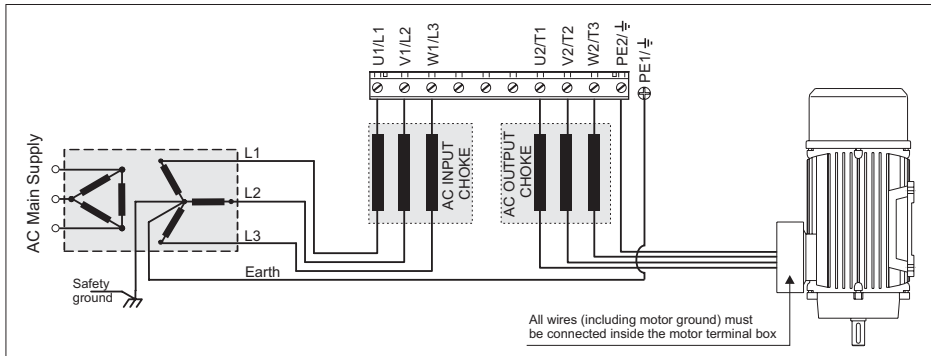 U1/L1
V1/L2
W1/L3
U2/T1
V2/T2
W2/T3
PE2/
PE1/
AC Main Supply
L1
L2
L3
Earth
Safety
ground
AC INPUT
CHOKE
AC OUTPUT
CHOKE
All wires (including motor ground) must
be connected inside the motor terminal box